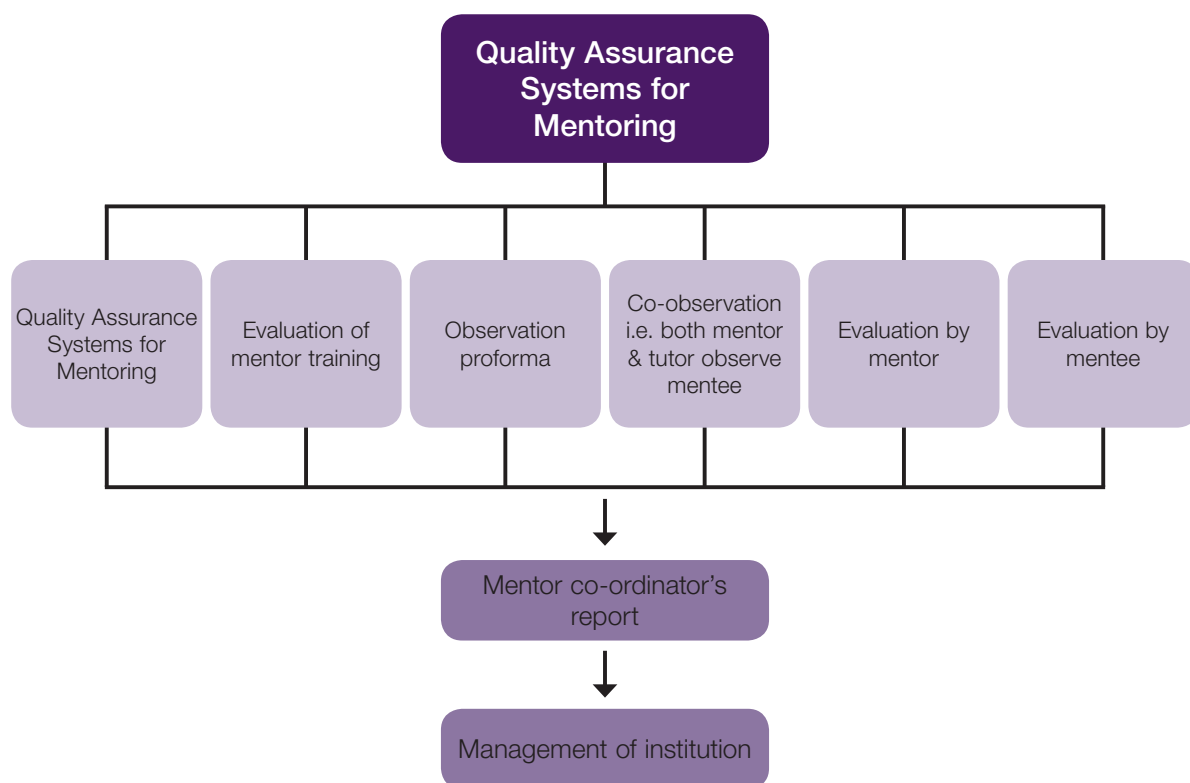 Quality Assurance
Systems for
Mentoring
Quality Assurance
Systems for
Mentoring
Evaluation of
mentor training
Observation
proforma
Co-observation
i.e. both mentor
& tutor observe
mentee
Evaluation by
mentor
Evaluation by
mentee
Mentor co-ordinator’s
report
Management of institution